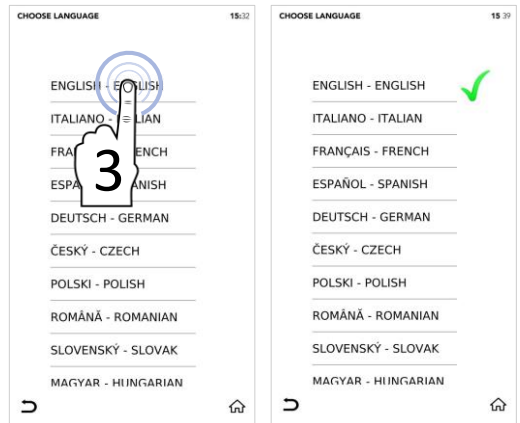 CHOOSE LANGUAGE 15:32
ENGLISH - ENGLISH
ITALIANO -
3
DEUTSCH - GERMAN
ČESKÝ - CZECH
POLSKI - POLISH
ROMÂNĂ - ROMANIAN
SLOVENSKÝ - SLOVAK
MAGYAR - HUNGARIAN
CHOOSE LANGUAGE 15 39
ENGLISH - ENGLISH
ITALIANO - ITALIAN
FRANÇAIS - FRENCH
ESPAÑOL - SPANISH
DEUTSCH - GERMAN
ČESKÝ - CZECH
POLSKI - POLISH
ROMÂNĂ - ROMANIAN
SLOVENSKÝ - SLOVAK
MAGYAR - HUNGARIAN